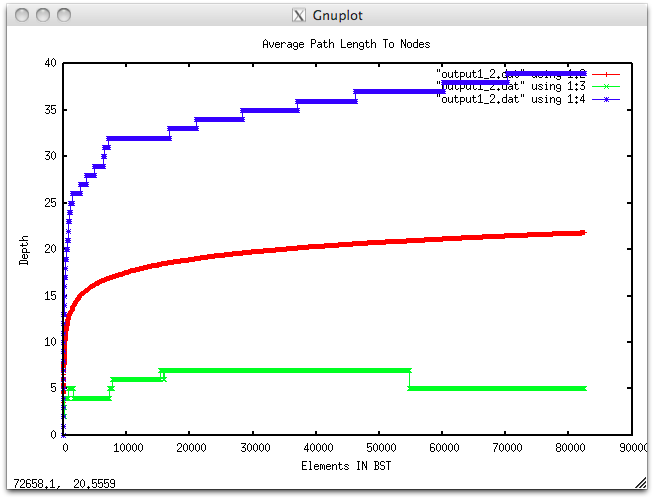 Gnuplot
Average Path Length To Nodes
"output1_2.dat" using 1:2
"output1_2.dat" using 1:3
"output1_2.dat" using 1:4
40
35
30
25
20
15
10
5
0
Depth
0 10000 20000 30000 40000 50000 60000 70000 80000 90000
Elements IN BST
72658.1, 20.5559